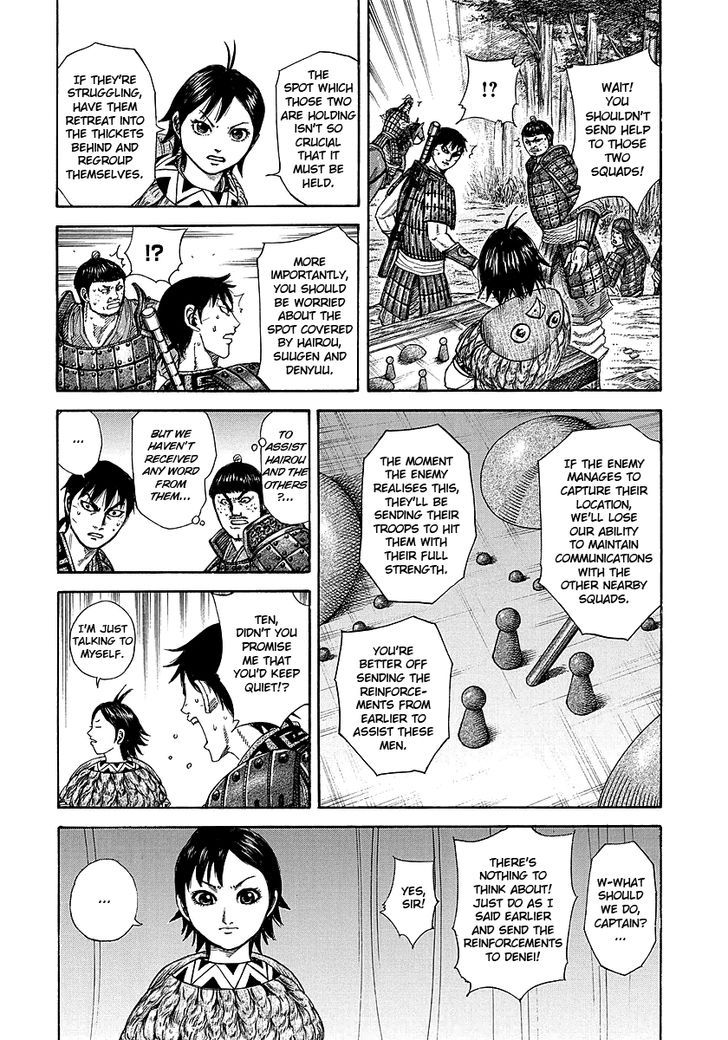 WAIT!
YOU
SHOULDN'T
SEND HELP
TO THOSE
TWO
SQUADS!
!?
THE
SPOT WHICH
THOSE TWO
ARE HOLDING
ISN'T SO
CRUCIAL
THAT IT
MUST BE
HELD.
IF THEY'RE
STRUGGLING,
HAVE THEM
RETREAT INTO
THE THICKETS
BEHIND AND
REGROUP
THEMSELVES.
MORE
IMPORTANTLY,
YOU SHOULD
BE WORRIED
ABOUT THE
SPOT COVERED
BY HAIROU,
SUUGEN AND
DENYUU.
!?
IF THE ENEMY
MANAGES TO
CAPTURE THEIR
LOCATION,
WE'LL LOSE
OUR ABILITY
TO MAINTAIN
COMMUNICATIONS
WITH THE
OTHER NEARBY
SQUADS.
THE MOMENT
THE ENEMY
REALISES THIS,
THEY'LL BE
SENDING THEIR
TROOPS TO HIT
THEM WITH
THEIR FULL
STRENGTH.
YOU'RE
BETTER OFF
SENDING THE
REINFORCE-
MENTS FROM
EARLIER TO
ASSIST THESE
MEN.
TO
ASSIST
HAIROU
AND THE
OTHERS
?...
BUT WE
HAVEN'T
RECEIVED
ANY WORD
FROM
THEM...
...
TEN,
DIDN'T YOU
PROMISE
ME THAT
YOU'D KEEP
QUIET!?
I'M JUST
TALKING TO
MYSELF.
W-WHAT
SHOULD
WE DO,
CAPTAIN?
...
THERE'S
NOTHING TO
THINK ABOUT!
JUST DO AS I
SAID EARLIER
AND SEND THE
REINFORCEMENTS
TO DENEI!
YES,
SIR!